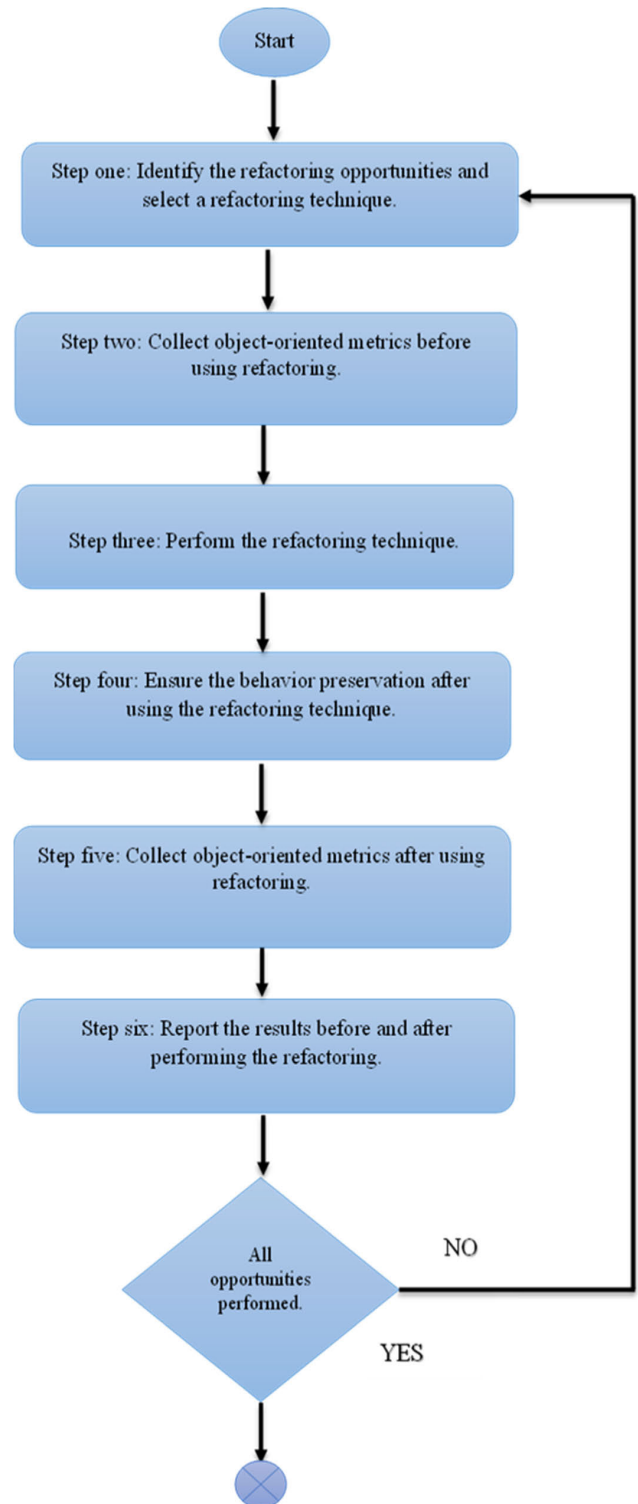 Start
Step one: Identify the refactoring opportunities and
select a refactoring technique.
Step two: Collect object-oriented metrics before
using refactoring.
Step three: Perform the refactoring technique.
Step four: Ensure the behavior preservation after
using the refactoring technique.
Step five: Collect object-oriented metrics after using
refactoring.
Step six: Report the results before and after
performing the refactoring.
All
opportunities
performed.
NO
YES